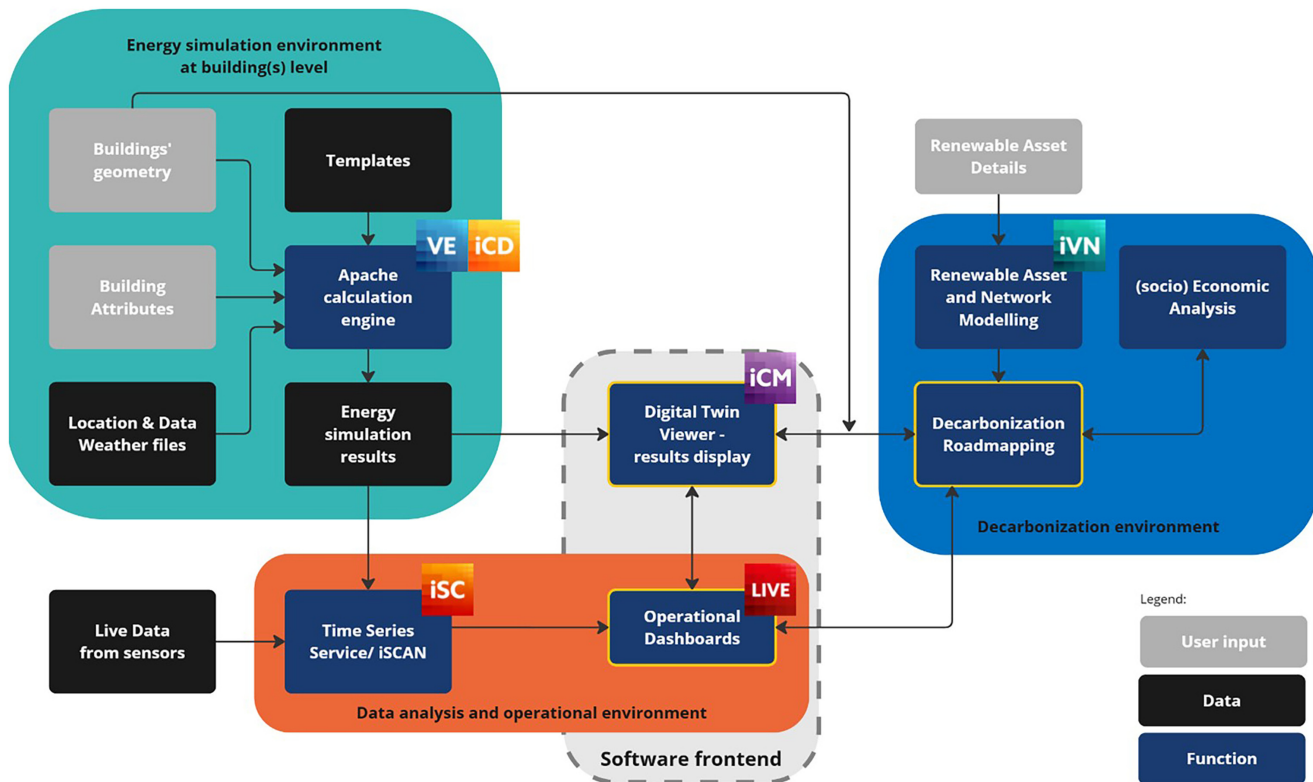 Energy simulation environment
at building(s) level
Buildings'
geometry
Templates
Renewable Asset
Details
VE
iCD
iVN
Building
Attributes
Apache
calculation
engine
Renewable Asset
and Network
Modelling
(socio) Economic
Analysis
iCM
Location & Data
Weather files
Energy
simulation
results
Digital Twin
Viewer -
results display
Decarbonization
Roadmapping
Decarbonization environment
iSC
LIVE
Live Data
from sensors
Time Series
Service/ iSCAN
Operational
Dashboards
Data analysis and operational environment
Software frontend
Legend:
User input
Data
Function